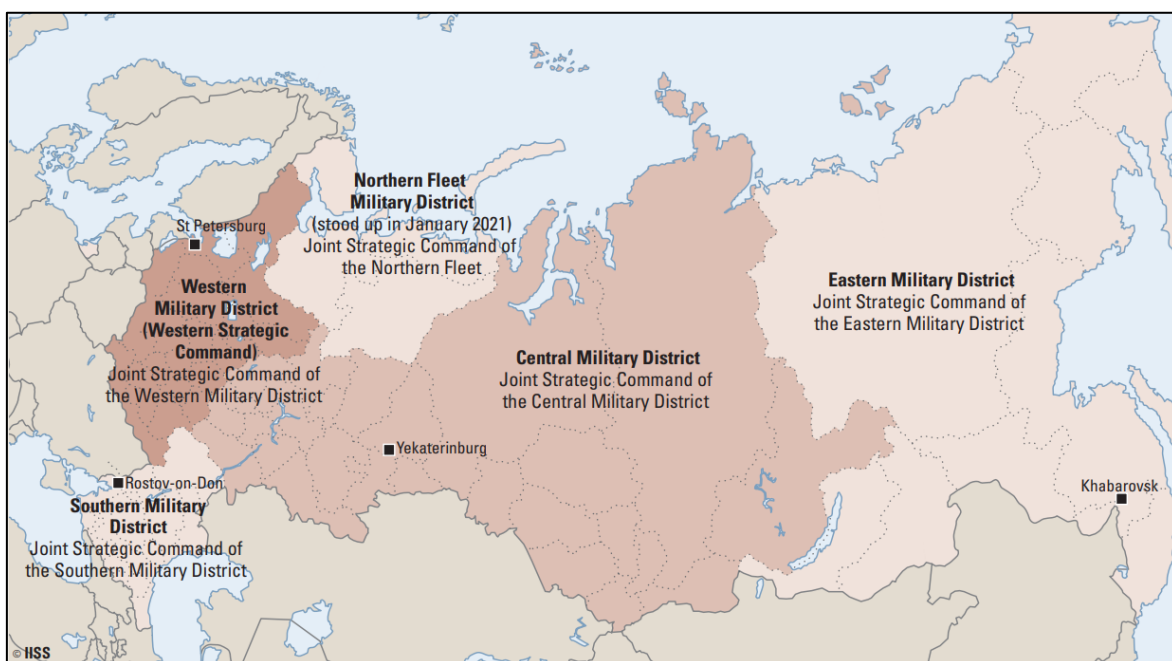 Northern Fleet
Military District
(stood up in January 2021)
Joint Strategic Command of
the Northern Fleet
St Petersburg
Western
Military District
(Western Strategic
Command)
Joint Strategic Command of
the Western Military District
Eastern Military District
Joint Strategic Command of
the Eastern Military District
Central Military District
Joint Strategic Command of
the Central Military District
Yekaterinburg
Rostov-on-Don
Southern Military
District
Joint Strategic Command of
the Southern Military District
Khabarovsk
© IISS